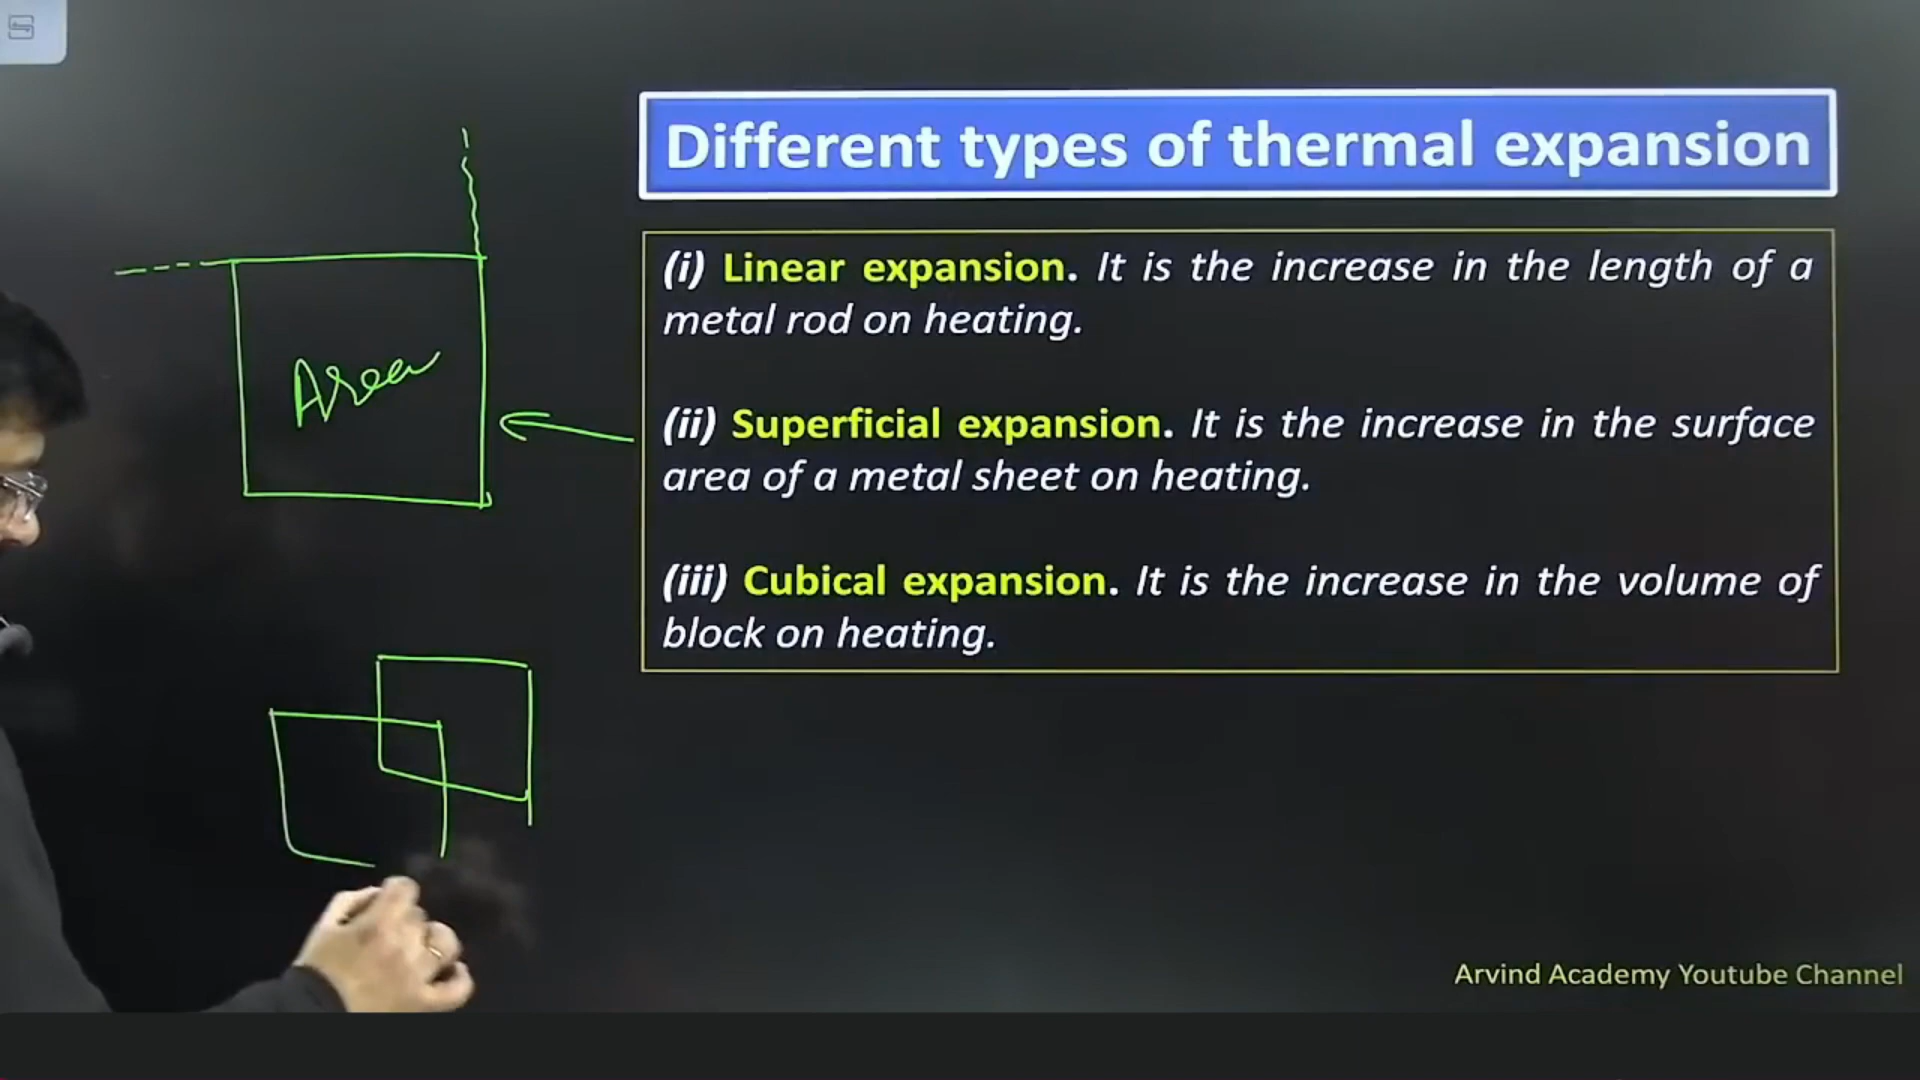 Different types of thermal expansion
(i) Linear expansion. It is the increase in the length of a
metal rod on heating.
Area
(ii) Superficial expansion. It is the increase in the surface
area of a metal sheet on heating.
(iii) Cubical expansion. It is the increase in the volume of
block on heating.
Arvind Academy Youtube Channel